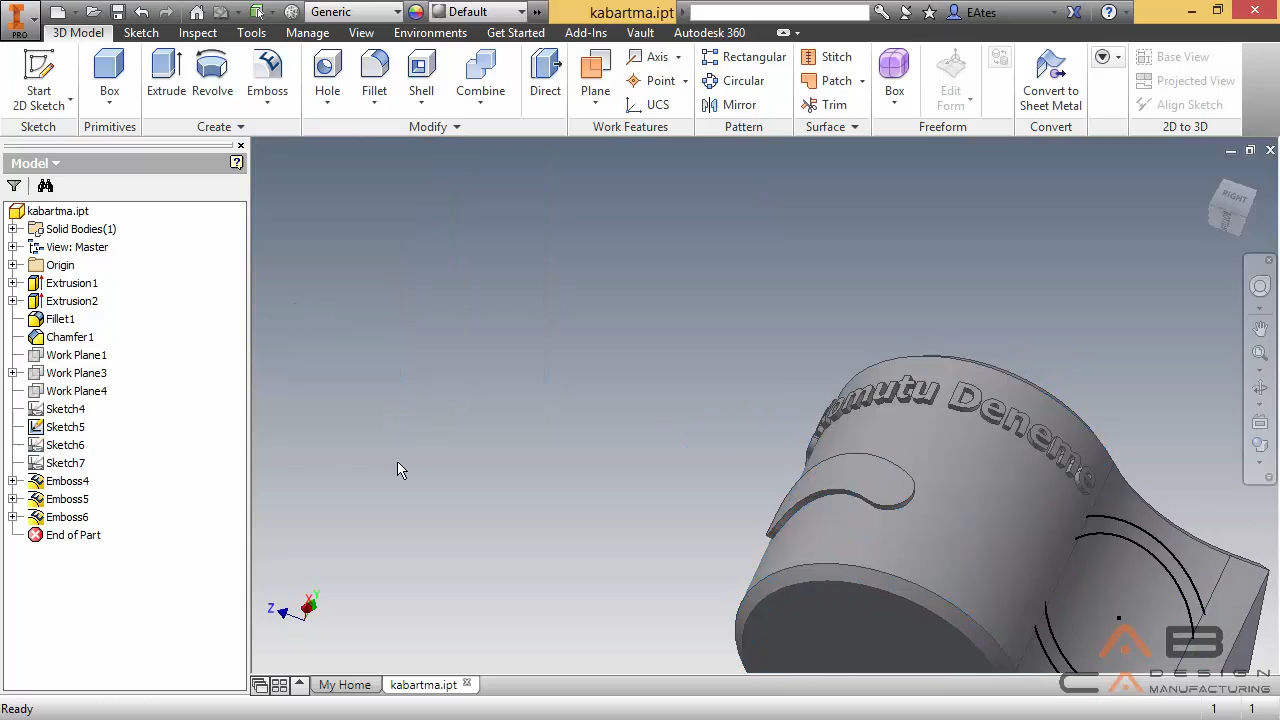 PRO
Generic
Default
kabartma.ipt
EAtes
3D Model
Sketch
Inspect
Tools
Manage
View
Environments
Get Started
Add-Ins
Vault
Autodesk 360
Start
2D Sketch
Box
Extrude
Revolve
Emboss
Hole
Fillet
Shell
Combine
Direct
Plane
Axis
Point
UCS
Rectangular
Circular
Mirror
Stitch
Patch
Trim
Box
Edit
Form
Convert to
Sheet Metal
Base View
Projected View
Align Sketch
Sketch
Primitives
Create
Modify
Work Features
Pattern
Surface
Freeform
Convert
2D to 3D
Model
kabartma.ipt
Solid Bodies(1)
View: Master
Origin
Extrusion1
Extrusion2
Fillet1
Chamfer1
Work Plane1
Work Plane3
Work Plane4
Sketch4
Sketch5
Sketch6
Sketch7
Emboss4
Emboss5
Emboss6
End of Part
RIGHT
Deneme
Z
X
Y
AB
CADESIGN
MANUFACTURING
My Home
kabartma.ipt
Ready
1
1